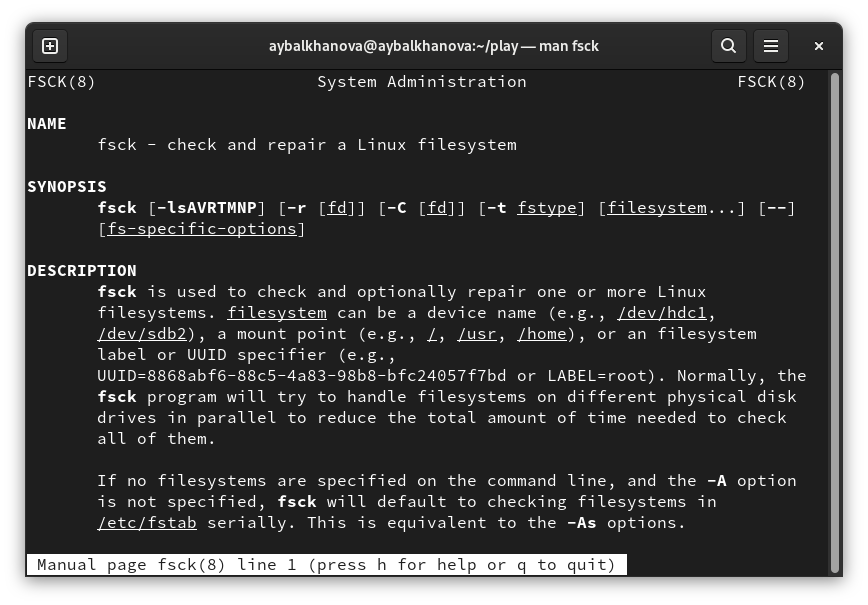 aybalkhanova@aybalkhanova:~/play — man fsck
FSCK(8) System Administration FSCK(8)
NAME
fsck - check and repair a Linux filesystem
SYNOPSIS
fsck [-lsAVRTMNP] [-r [fd]] [-C [fd]] [-t fstype] [filesystem...] [--]
[fs-specific-options]
DESCRIPTION
fsck is used to check and optionally repair one or more Linux
filesystems. filesystem can be a device name (e.g., /dev/hdc1,
/dev/sdb2), a mount point (e.g., /, /usr, /home), or an filesystem
label or UUID specifier (e.g.,
UUID=8868abf6-88c5-4a83-98b8-bfc24057f7bd or LABEL=root). Normally, the
fsck program will try to handle filesystems on different physical disk
drives in parallel to reduce the total amount of time needed to check
all of them.
If no filesystems are specified on the command line, and the -A option
is not specified, fsck will default to checking filesystems in
/etc/fstab serially. This is equivalent to the -As options.
Manual page fsck(8) line 1 (press h for help or q to quit)